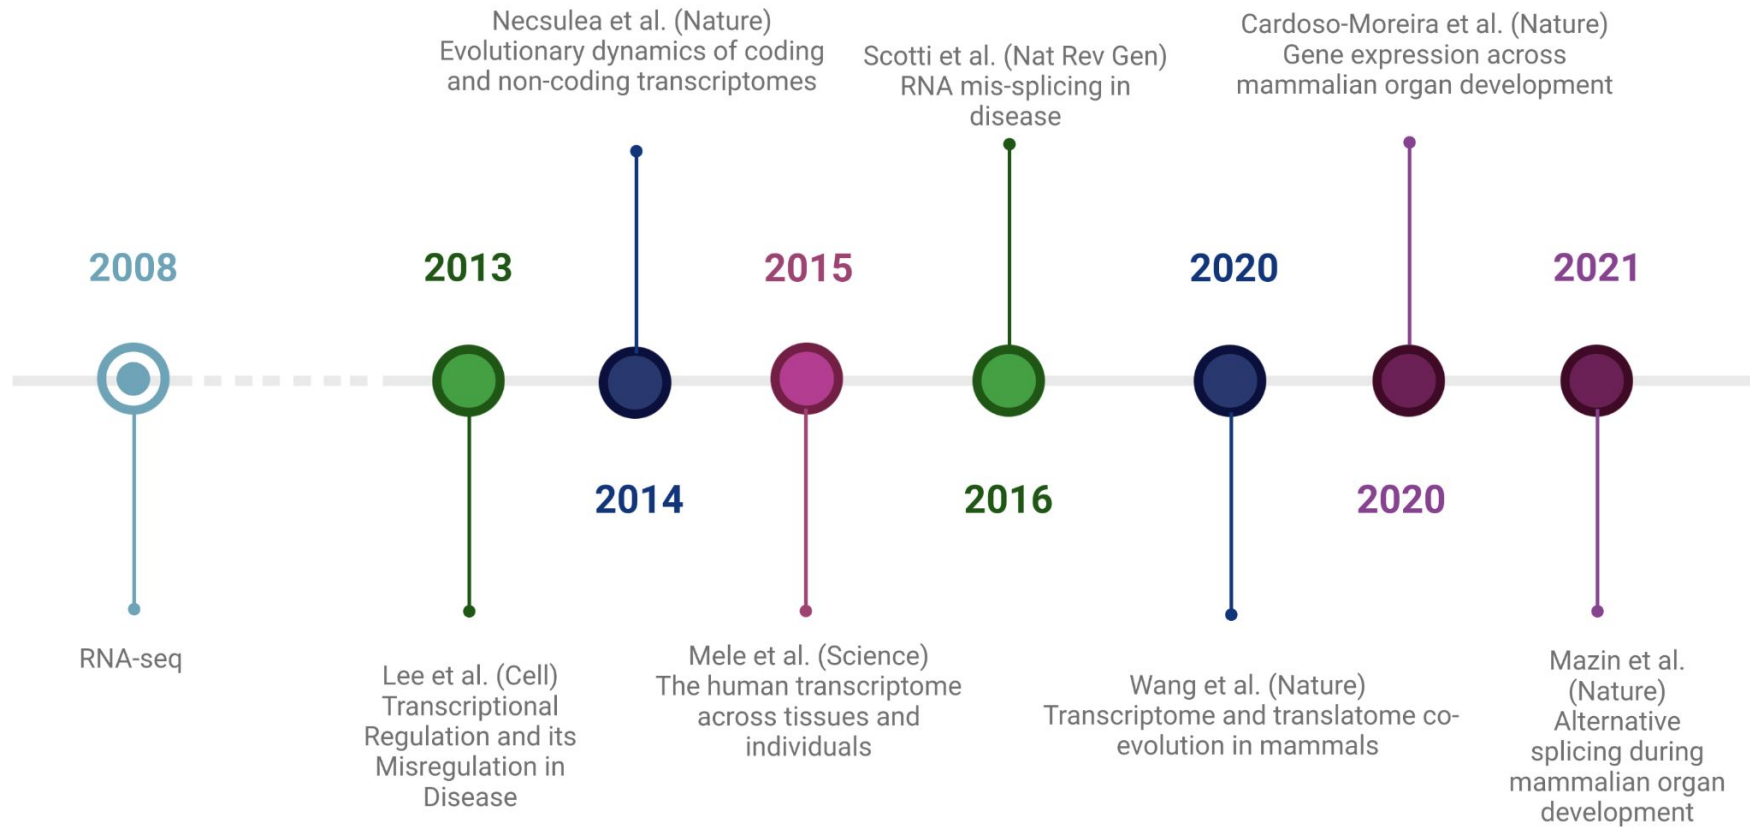 Necsulea et al. (Nature)
Evolutionary dynamics of coding
and non-coding transcriptomes
Scotti et al. (Nat Rev Gen)
RNA mis-splicing in
disease
Cardoso-Moreira et al. (Nature)
Gene expression across
mammalian organ development
2008
2013
2015
2020
2021
2014
2016
2020
RNA-seq
Lee et al. (Cell)
Transcriptional
Regulation and its
Misregulation in
Disease
Mele et al. (Science)
The human transcriptome
across tissues and
individuals
Wang et al. (Nature)
Transcriptome and translatome co-
evolution in mammals
Mazin et al.
(Nature)
Alternative
splicing during
mammalian organ
development